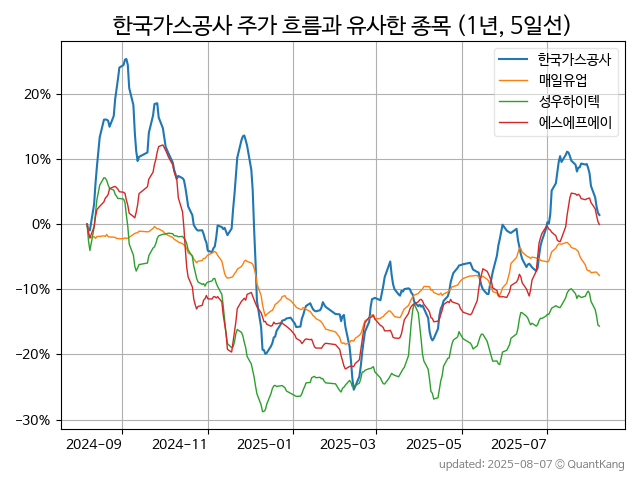 한국가스공사 주가 흐름과 유사한 종목 (1년, 5일선)
한국가스공사
매일유업
성우하이텍
에스에프에이
20%
10%
0%
−10%
−20%
−30%
2024-09 2024-11 2025-01 2025-03 2025-05 2025-07
updated: 2025-08-07 © QuantKang